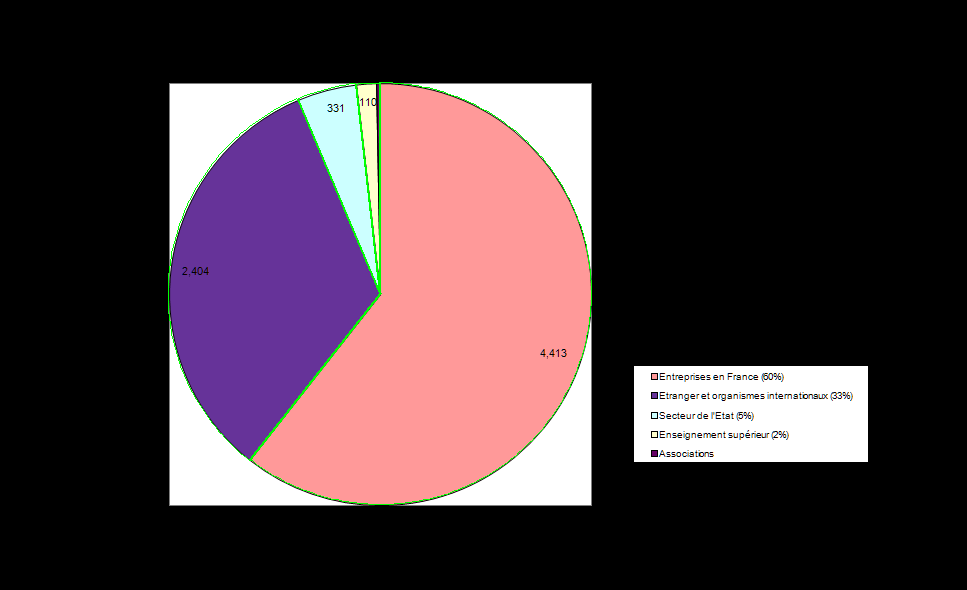 331
110
2,404
4,413
Entreprises en France (60%)
Etranger et organismes internationaux (33%)
Secteur de l'Etat (5%)
Enseignement supérieur (2%)
Associations